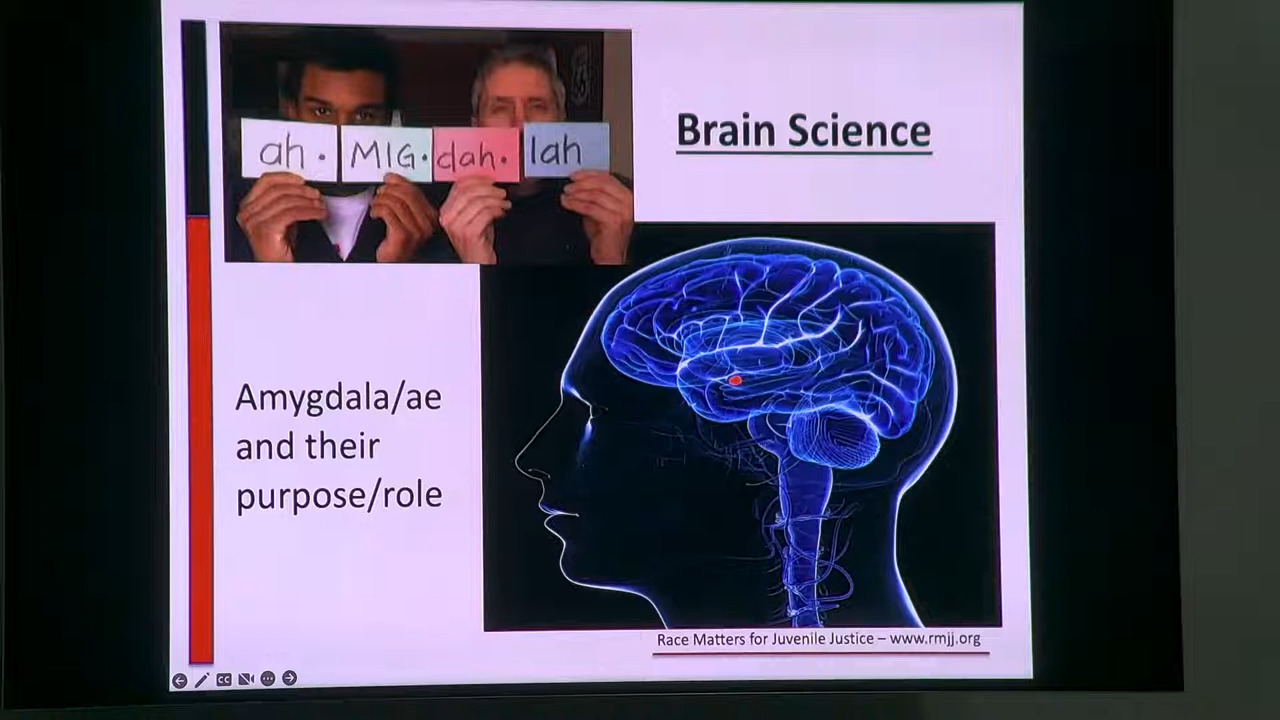 ah · MIG · dah · lah
Brain Science
Amygdala/ae
and their
purpose/role
Race Matters for Juvenile Justice – www.rmjj.org
CC